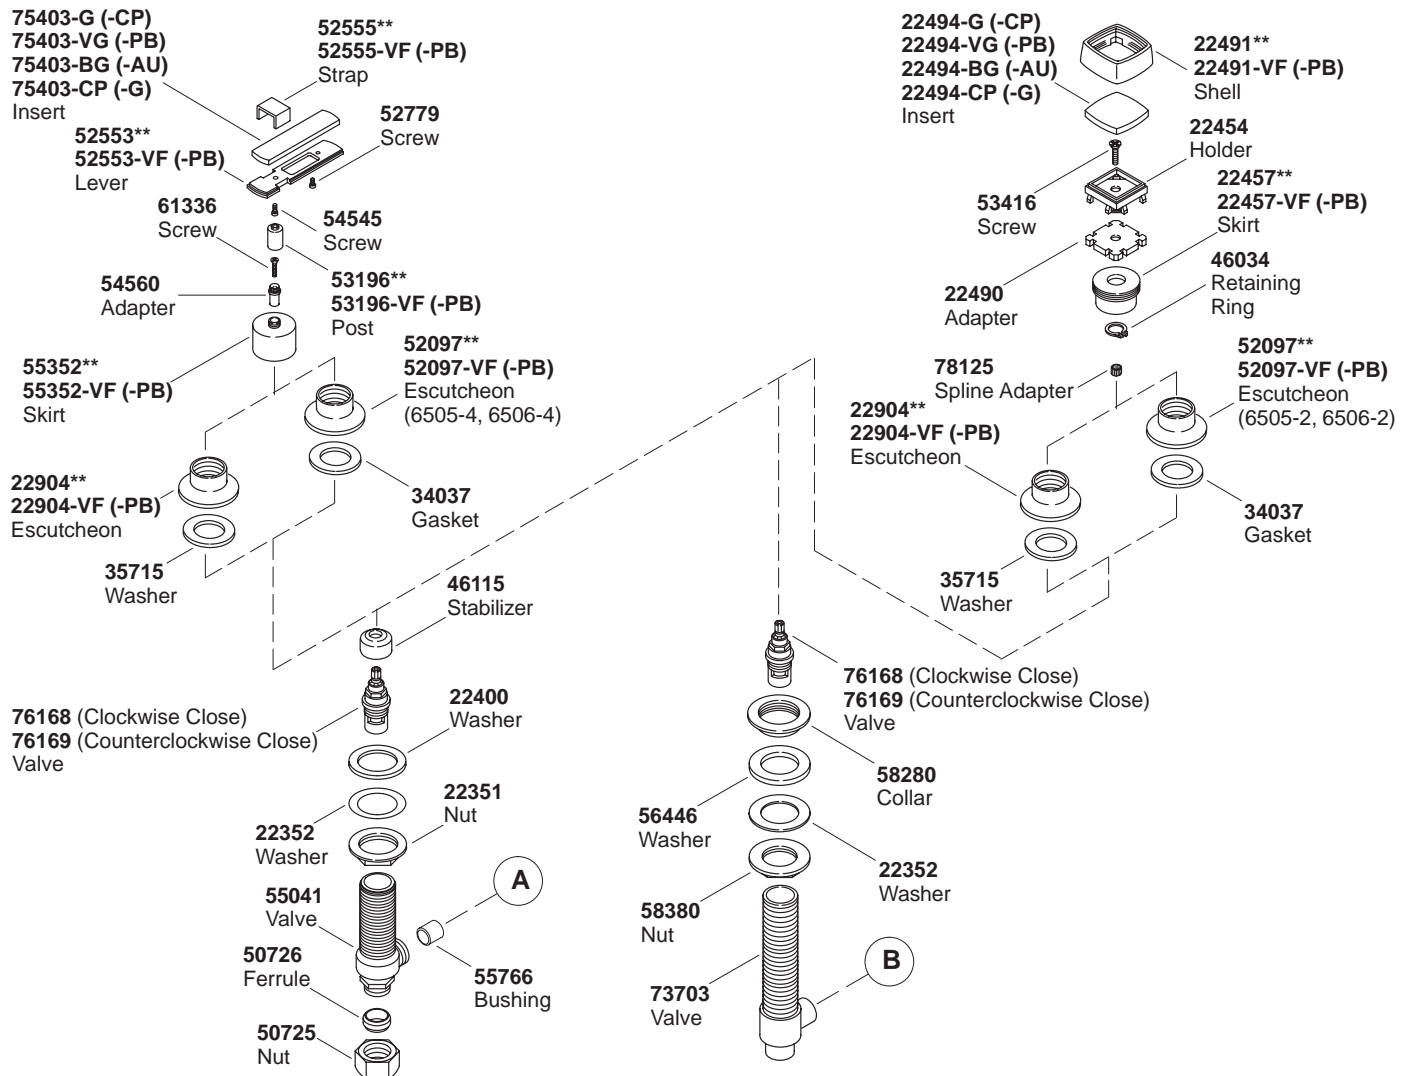 75403-G (-CP)
75403-VG (-PB)
75403-BG (-AU)
75403-CP (-G)
Insert
52555**
52555-VF (-PB)
Strap
52553**
52553-VF (-PB)
Lever
52779
Screw
61336
Screw
54545
Screw
54560
Adapter
53196**
53196-VF (-PB)
Post
55352**
55352-VF (-PB)
Skirt
52097**
52097-VF (-PB)
Escutcheon
(6505-4, 6506-4)
22904**
22904-VF (-PB)
Escutcheon
34037
Gasket
35715
Washer
46115
Stabilizer
76168 (Clockwise Close)
76169 (Counterclockwise Close)
Valve
22400
Washer
22351
Nut
22352
Washer
A
55041
Valve
50726
Ferrule
55766
Bushing
50725
Nut
22494-G (-CP)
22494-VG (-PB)
22494-BG (-AU)
22494-CP (-G)
Insert
22491**
22491-VF (-PB)
Shell
22454
Holder
53416
Screw
22457**
22457-VF (-PB)
Skirt
22490
Adapter
46034
Retaining
Ring
78125
Spline Adapter
52097**
52097-VF (-PB)
Escutcheon
(6505-2, 6506-2)
22904**
22904-VF (-PB)
Escutcheon
34037
Gasket
35715
Washer
76168 (Clockwise Close)
76169 (Counterclockwise Close)
Valve
58280
Collar
56446
Washer
22352
Washer
58380
Nut
B
73703
Valve